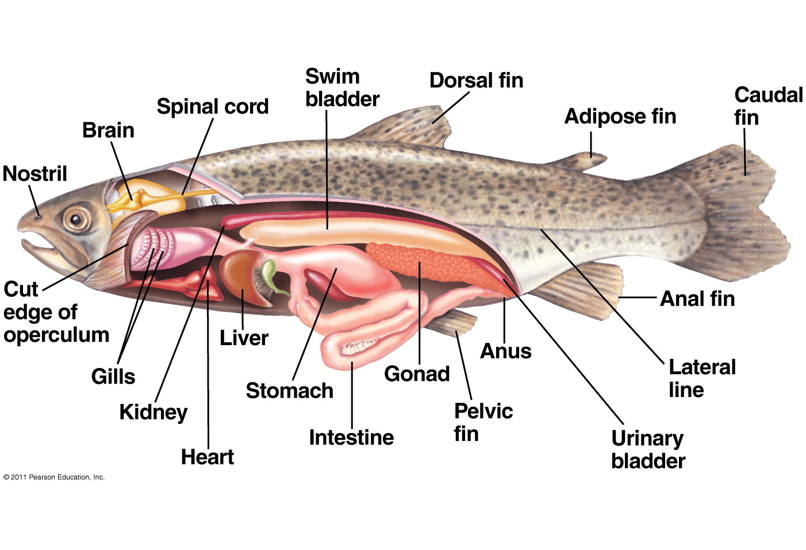 Swim
bladder
Dorsal fin
Caudal
fin
Spinal cord
Adipose fin
Brain
Nostril
Cut
edge of
operculum
Anal fin
Liver
Anus
Lateral
line
Gills
Gonad
Stomach
Kidney
Pelvic
fin
Intestine
Urinary
bladder
Heart
© 2011 Pearson Education, Inc.